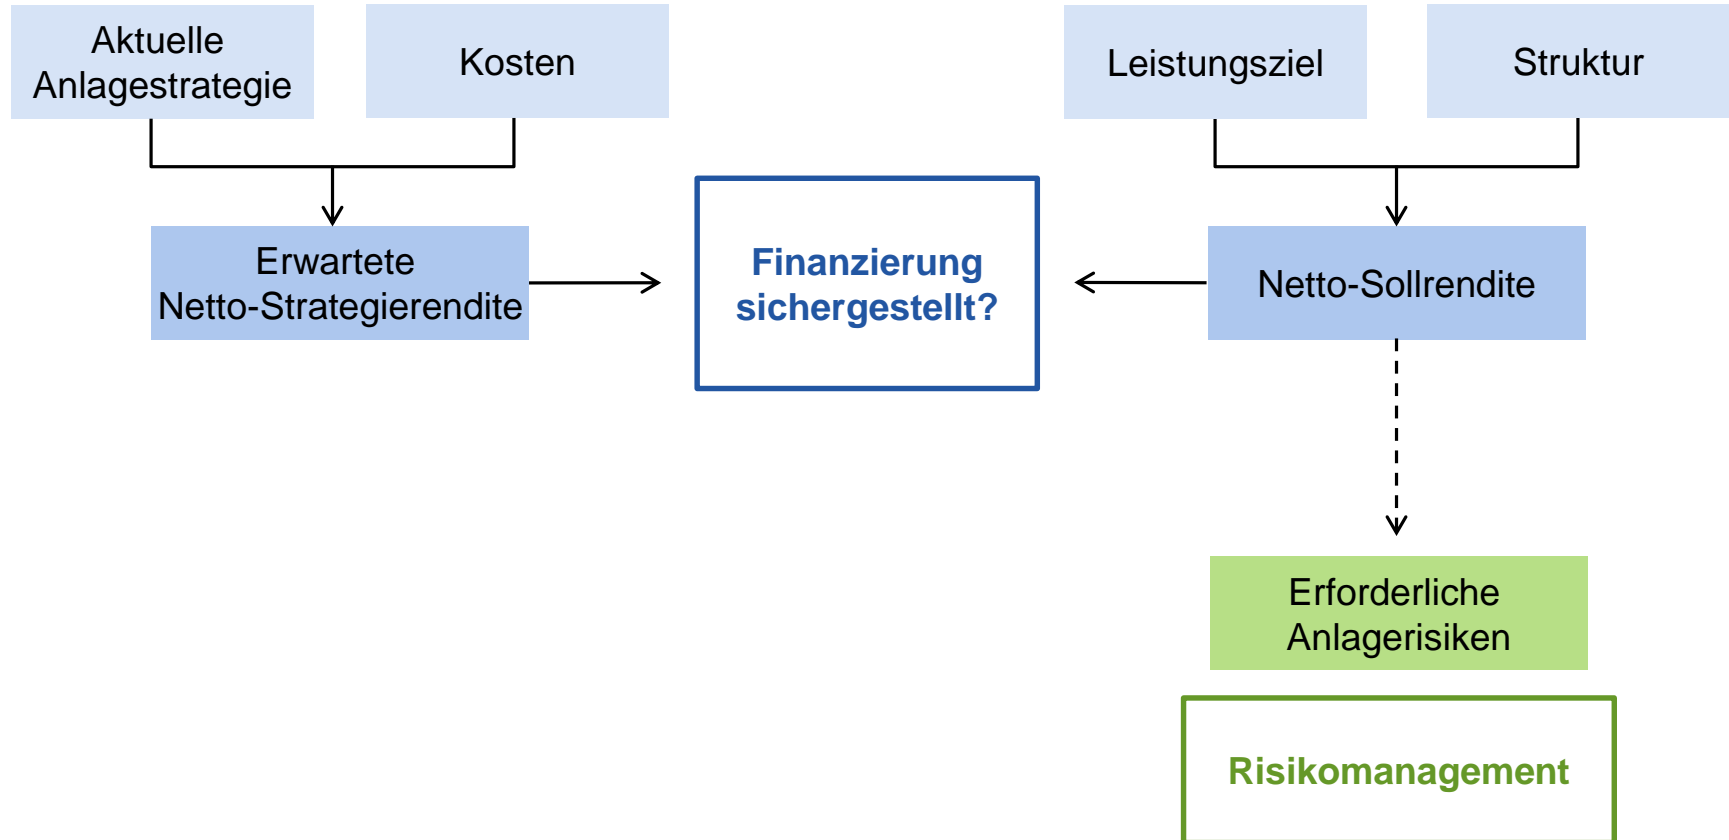 Aktuelle
Anlagestrategie
Kosten
Leistungsziel
Struktur
Erwartete
Netto-Strategierendite
Finanzierung
sichergestellt?
Netto-Sollrendite
Erforderliche
Anlagerisiken
Risikomanagement